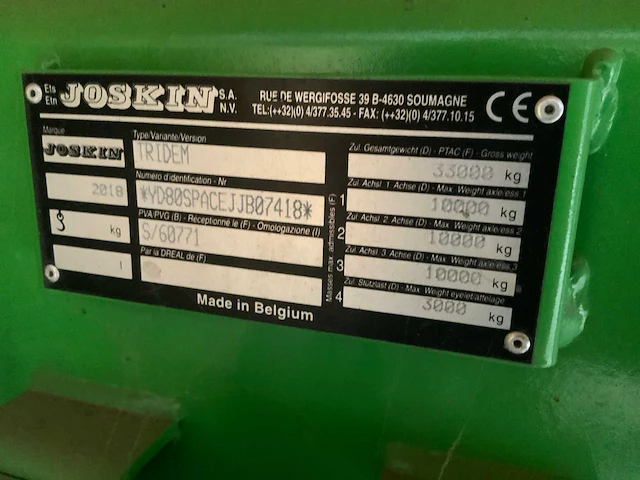 Ets
Etn
JOSKIN S.A.
N.V.
RUE DE WERGIFOSSE 39 B-4630 SOUMAGNE
TEL:(++32)(0) 4/377.35.45 - FAX: (++32)(0) 4/377.10.15
CE
Marque
JOSKIN
2018
kg
Type/Variante/Version
TRIDEM
Numéro d'identification - Nr
*YD80SPACEJJB07418*
PVA/PVG (B) - Réceptionné le (F) - Omologazione (I)
S/60771
Par la DREAL de (F)
Made in Belgium
Masses max. admissibles (F)
Zul. Gesamtgewicht (D) - PTAC (F) - Gross weight
33000 kg
Zul. Achsl. 1. Achse (D) - Max. Weight axle/ess 1
1 10000 kg
Zul. Achsl. 2. Achse (D) - Max. Weight axle/ess 2
2 10000 kg
Zul. Achsl. 3. Achse (D) - Max. Weight axle/ess.3
3 10000 kg
Zul. Stützlast (D) - Max. Weight eyelet/attelage
4 3000 kg